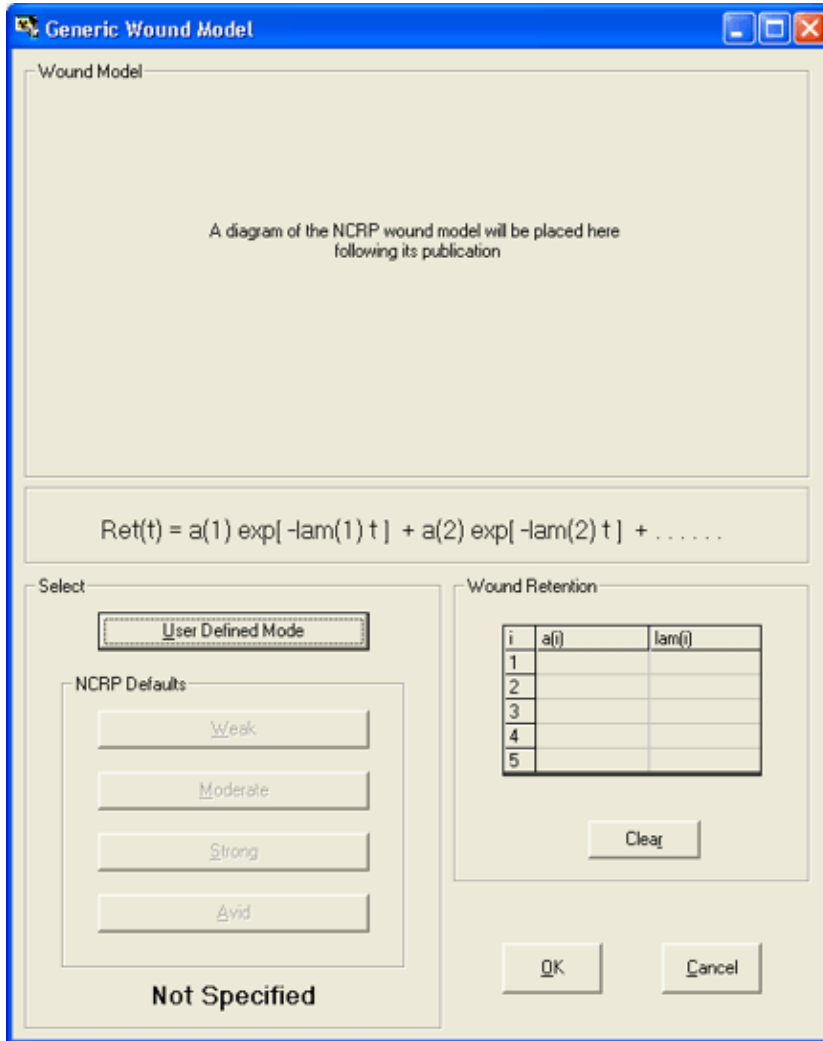 Generic Wound Model
Wound Model
A diagram of the NCRP wound model will be placed here
following its publication
Ret(t) = a(1) exp[ -lam(1) t ] + a(2) exp[ -lam(2) t ] + . . . . . .
Select
User Defined Mode
NCRP Defaults
Weak
Moderate
Strong
Avid
Not Specified
Wound Retention
i a(i) lam(i)
1
2
3
4
5
Clear
OK
Cancel